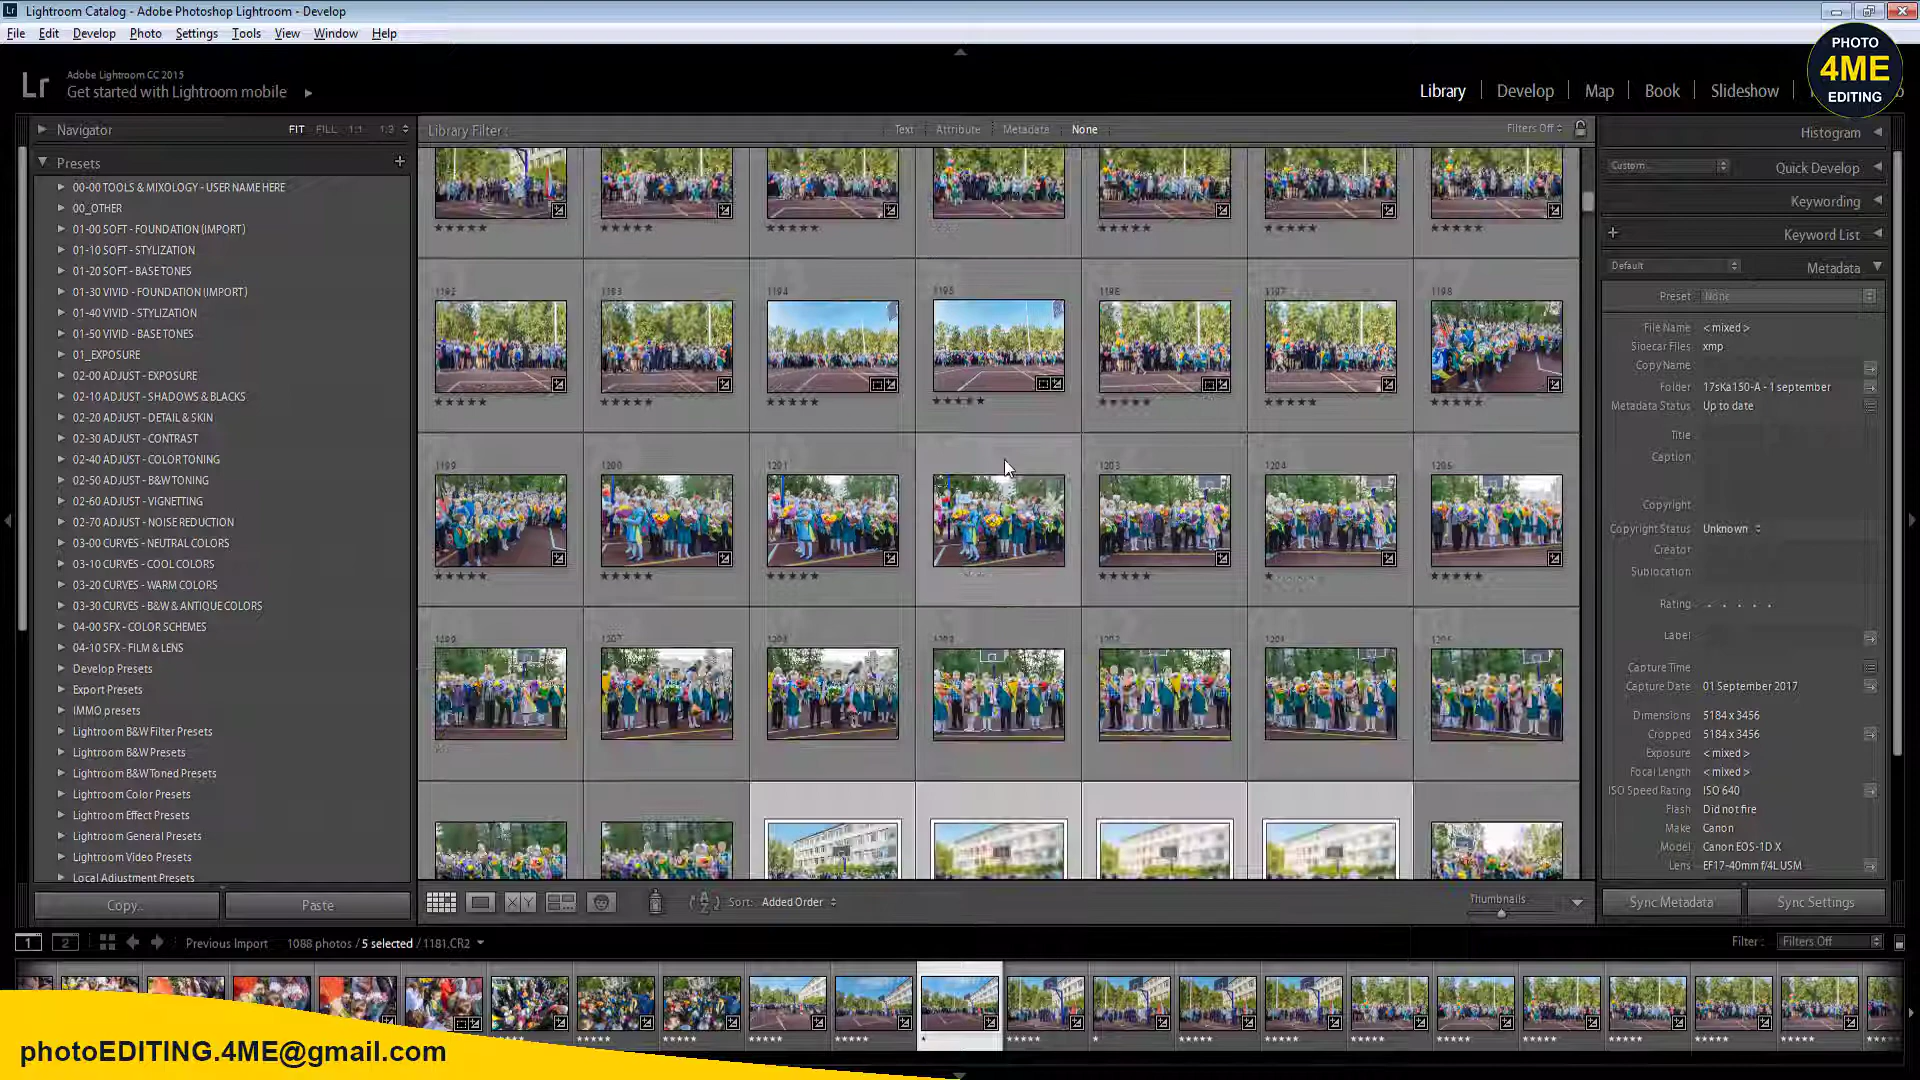 Lightroom Catalog - Adobe Photoshop Lightroom - Develop
File Edit Develop Photo Settings Tools View Window Help
PHOTO
4ME
EDITING
Lr
Adobe Lightroom CC 2015
Get started with Lightroom mobile
Library Develop Map Book Slideshow
Navigator FIT FILL 1:1 1:3
Library Filter : Text Attribute Metadata None Filters Off
Histogram
Presets
Custom Quick Develop
Keywording
Keyword List
Default Metadata
00-00 TOOLS & MIXOLOGY - USER NAME HERE
00_OTHER
01-00 SOFT - FOUNDATION (IMPORT)
01-10 SOFT - STYLIZATION
01-20 SOFT - BASE TONES
01-30 VIVID - FOUNDATION (IMPORT)
01-40 VIVID - STYLIZATION
01-50 VIVID - BASE TONES
01_EXPOSURE
02-00 ADJUST - EXPOSURE
02-10 ADJUST - SHADOWS & BLACKS
02-20 ADJUST - DETAIL & SKIN
02-30 ADJUST - CONTRAST
02-40 ADJUST - COLOR TONING
02-50 ADJUST - B&W TONING
02-60 ADJUST - VIGNETTING
02-70 ADJUST - NOISE REDUCTION
03-00 CURVES - NEUTRAL COLORS
03-10 CURVES - COOL COLORS
03-20 CURVES - WARM COLORS
03-30 CURVES - B&W & ANTIQUE COLORS
04-00 SFX - COLOR SCHEMES
04-10 SFX - FILM & LENS
Develop Presets
Export Presets
IMMO presets
Lightroom B&W Filter Presets
Lightroom B&W Presets
Lightroom B&W Toned Presets
Lightroom Color Presets
Lightroom Effect Presets
Lightroom General Presets
Lightroom Video Presets
Local Adjustment Presets
Copy... Paste
1192 1193 1194 1195 1196 1197 1198
1199 1200 1201 1203 1204 1205
Preset None
File Name < mixed >
Sidecar Files xmp
Copy Name
Folder 17sKa150-A - 1 september
Metadata Status Up to date
Title
Caption
Copyright
Copyright Status Unknown
Creator
Sublocation
Rating
Label
Capture Time
Capture Date 01 September 2017
Dimensions 5184 x 3456
Cropped 5184 x 3456
Exposure < mixed >
Focal Length < mixed >
ISO Speed Rating ISO 640
Flash Did not fire
Make Canon
Model Canon EOS-1D X
Lens EF17-40mm f/4L USM
Sort: Added Order
Thumbnails
Sync Metadata Sync Settings
1 2 Previous Import 1088 photos / 5 selected / 1181.CR2
Filter : Filters Off
photoEDITING.4ME@gmail.com